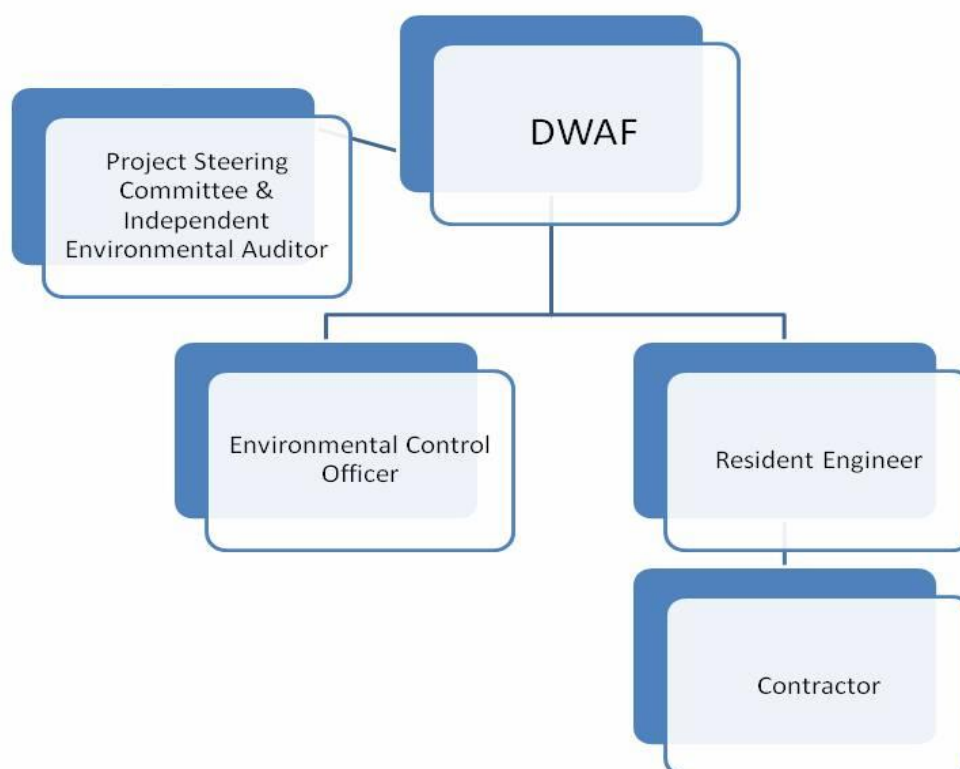 DWAF
Project Steering
Committee &
Independent
Environmental Auditor
Environmental Control
Officer
Resident Engineer
Contractor